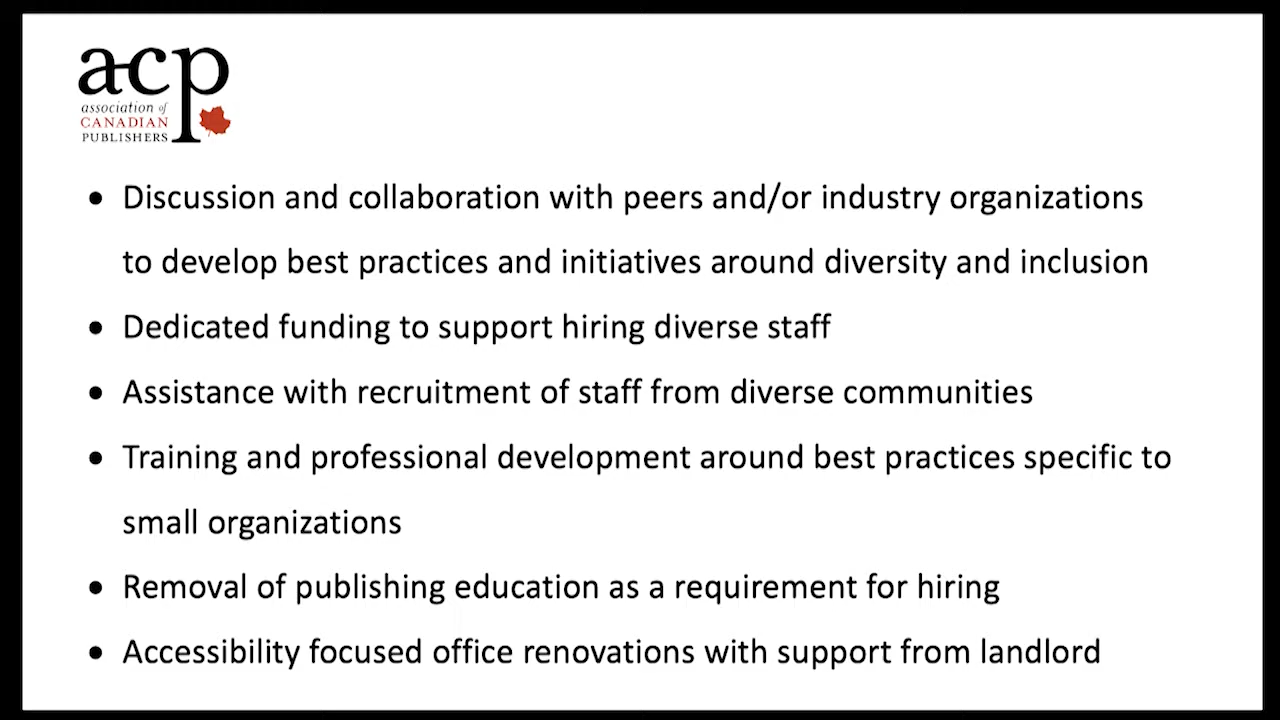 acp
association of
CANADIAN
PUBLISHERS
• Discussion and collaboration with peers and/or industry organizations
to develop best practices and initiatives around diversity and inclusion
• Dedicated funding to support hiring diverse staff
• Assistance with recruitment of staff from diverse communities
• Training and professional development around best practices specific to
small organizations
• Removal of publishing education as a requirement for hiring
• Accessibility focused office renovations with support from landlord